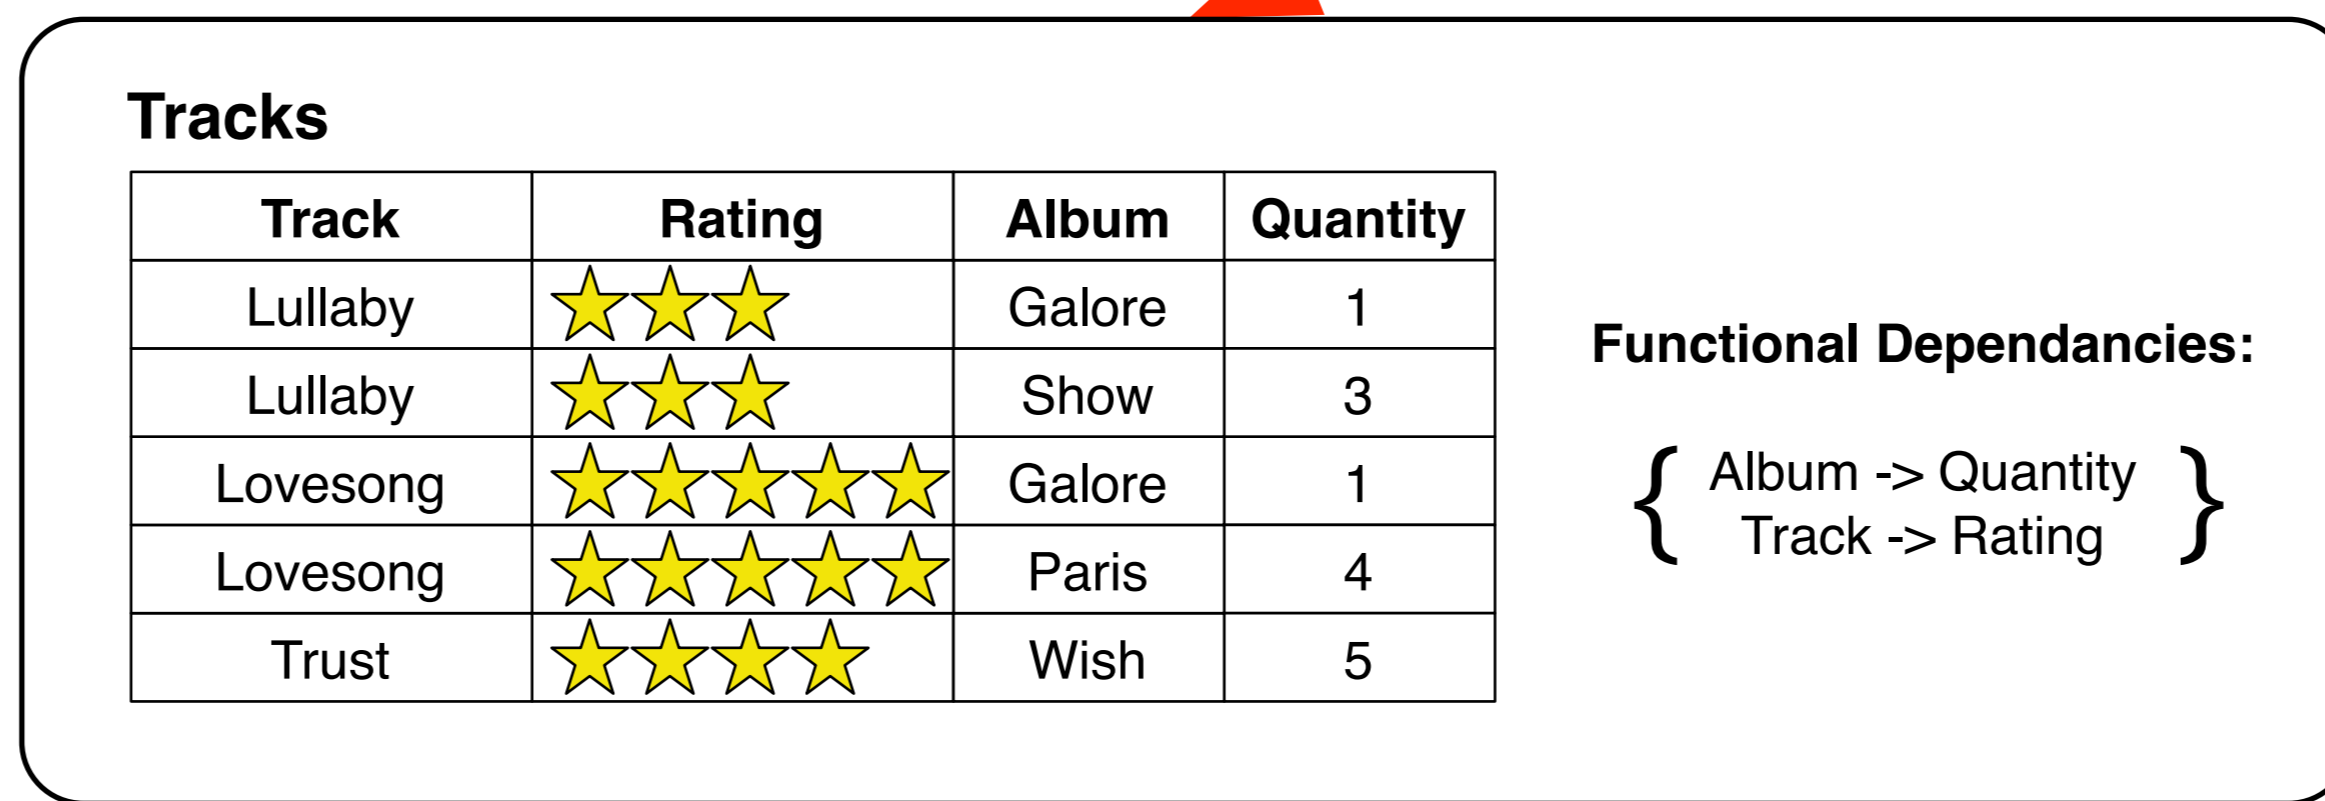 Tracks
Track Rating Album Quantity
Lullaby Galore 1
Lullaby Show 3
Lovesong Galore 1
Lovesong Paris 4
Trust Wish 5
Functional Dependancies:
{ Album -> Quantity
Track -> Rating }